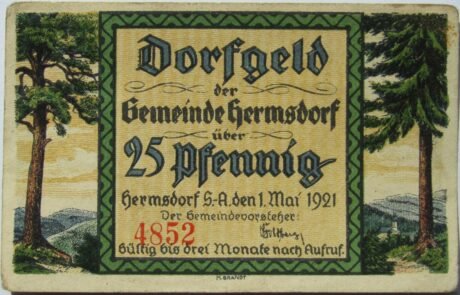 Dorfgeld
der
Gemeinde Hermsdorf
über
25 Pfennig
Hermsdorf S.-A. den 1. Mai 1921
Der Gemeindevorsteher:
4852
Gültig bis drei Monate nach Aufruf.
M. BRANDT